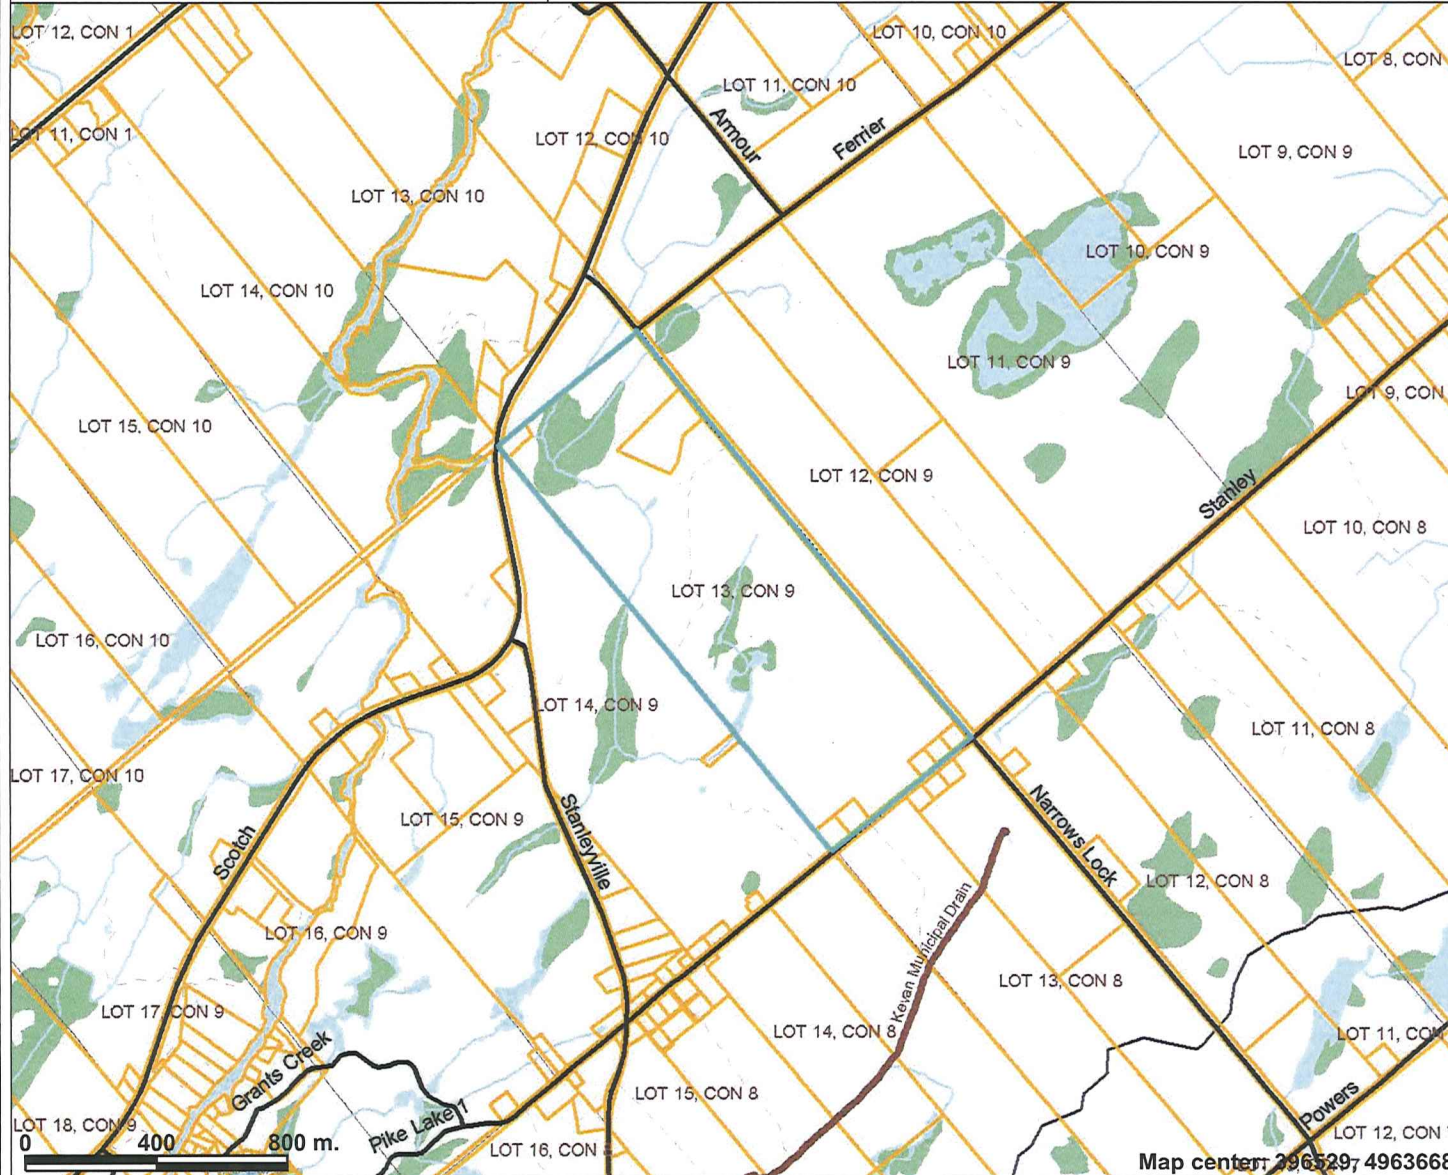 LOT 12, CON 1
LOT 10, CON 10
LOT 8, CON
LOT 11, CON 10
LOT 11, CON 1
LOT 12, CON 10
Armour
Ferrier
LOT 9, CON 9
LOT 13, CON 10
LOT 10, CON 9
LOT 14, CON 10
LOT 11, CON 9
LOT 9, CON
LOT 15, CON 10
LOT 12, CON 9
Stanley
LOT 10, CON 8
LOT 13, CON 9
LOT 16, CON 10
LOT 14, CON 9
LOT 11, CON 8
LOT 17, CON 10
LOT 15, CON 9
Stanleyville
Scotch
Narrows Lock
LOT 12, CON 8
LOT 16, CON 9
Kevan Municipal Drain
LOT 13, CON 8
LOT 17, CON 9
LOT 14, CON 8
LOT 11, CON
Grants Creek
LOT 15, CON 8
Powers
LOT 18, CON 9
Pike Lake 1
LOT 16, CON
LOT 12, CON
0 400 800 m.
Map center: 396529, 4963668